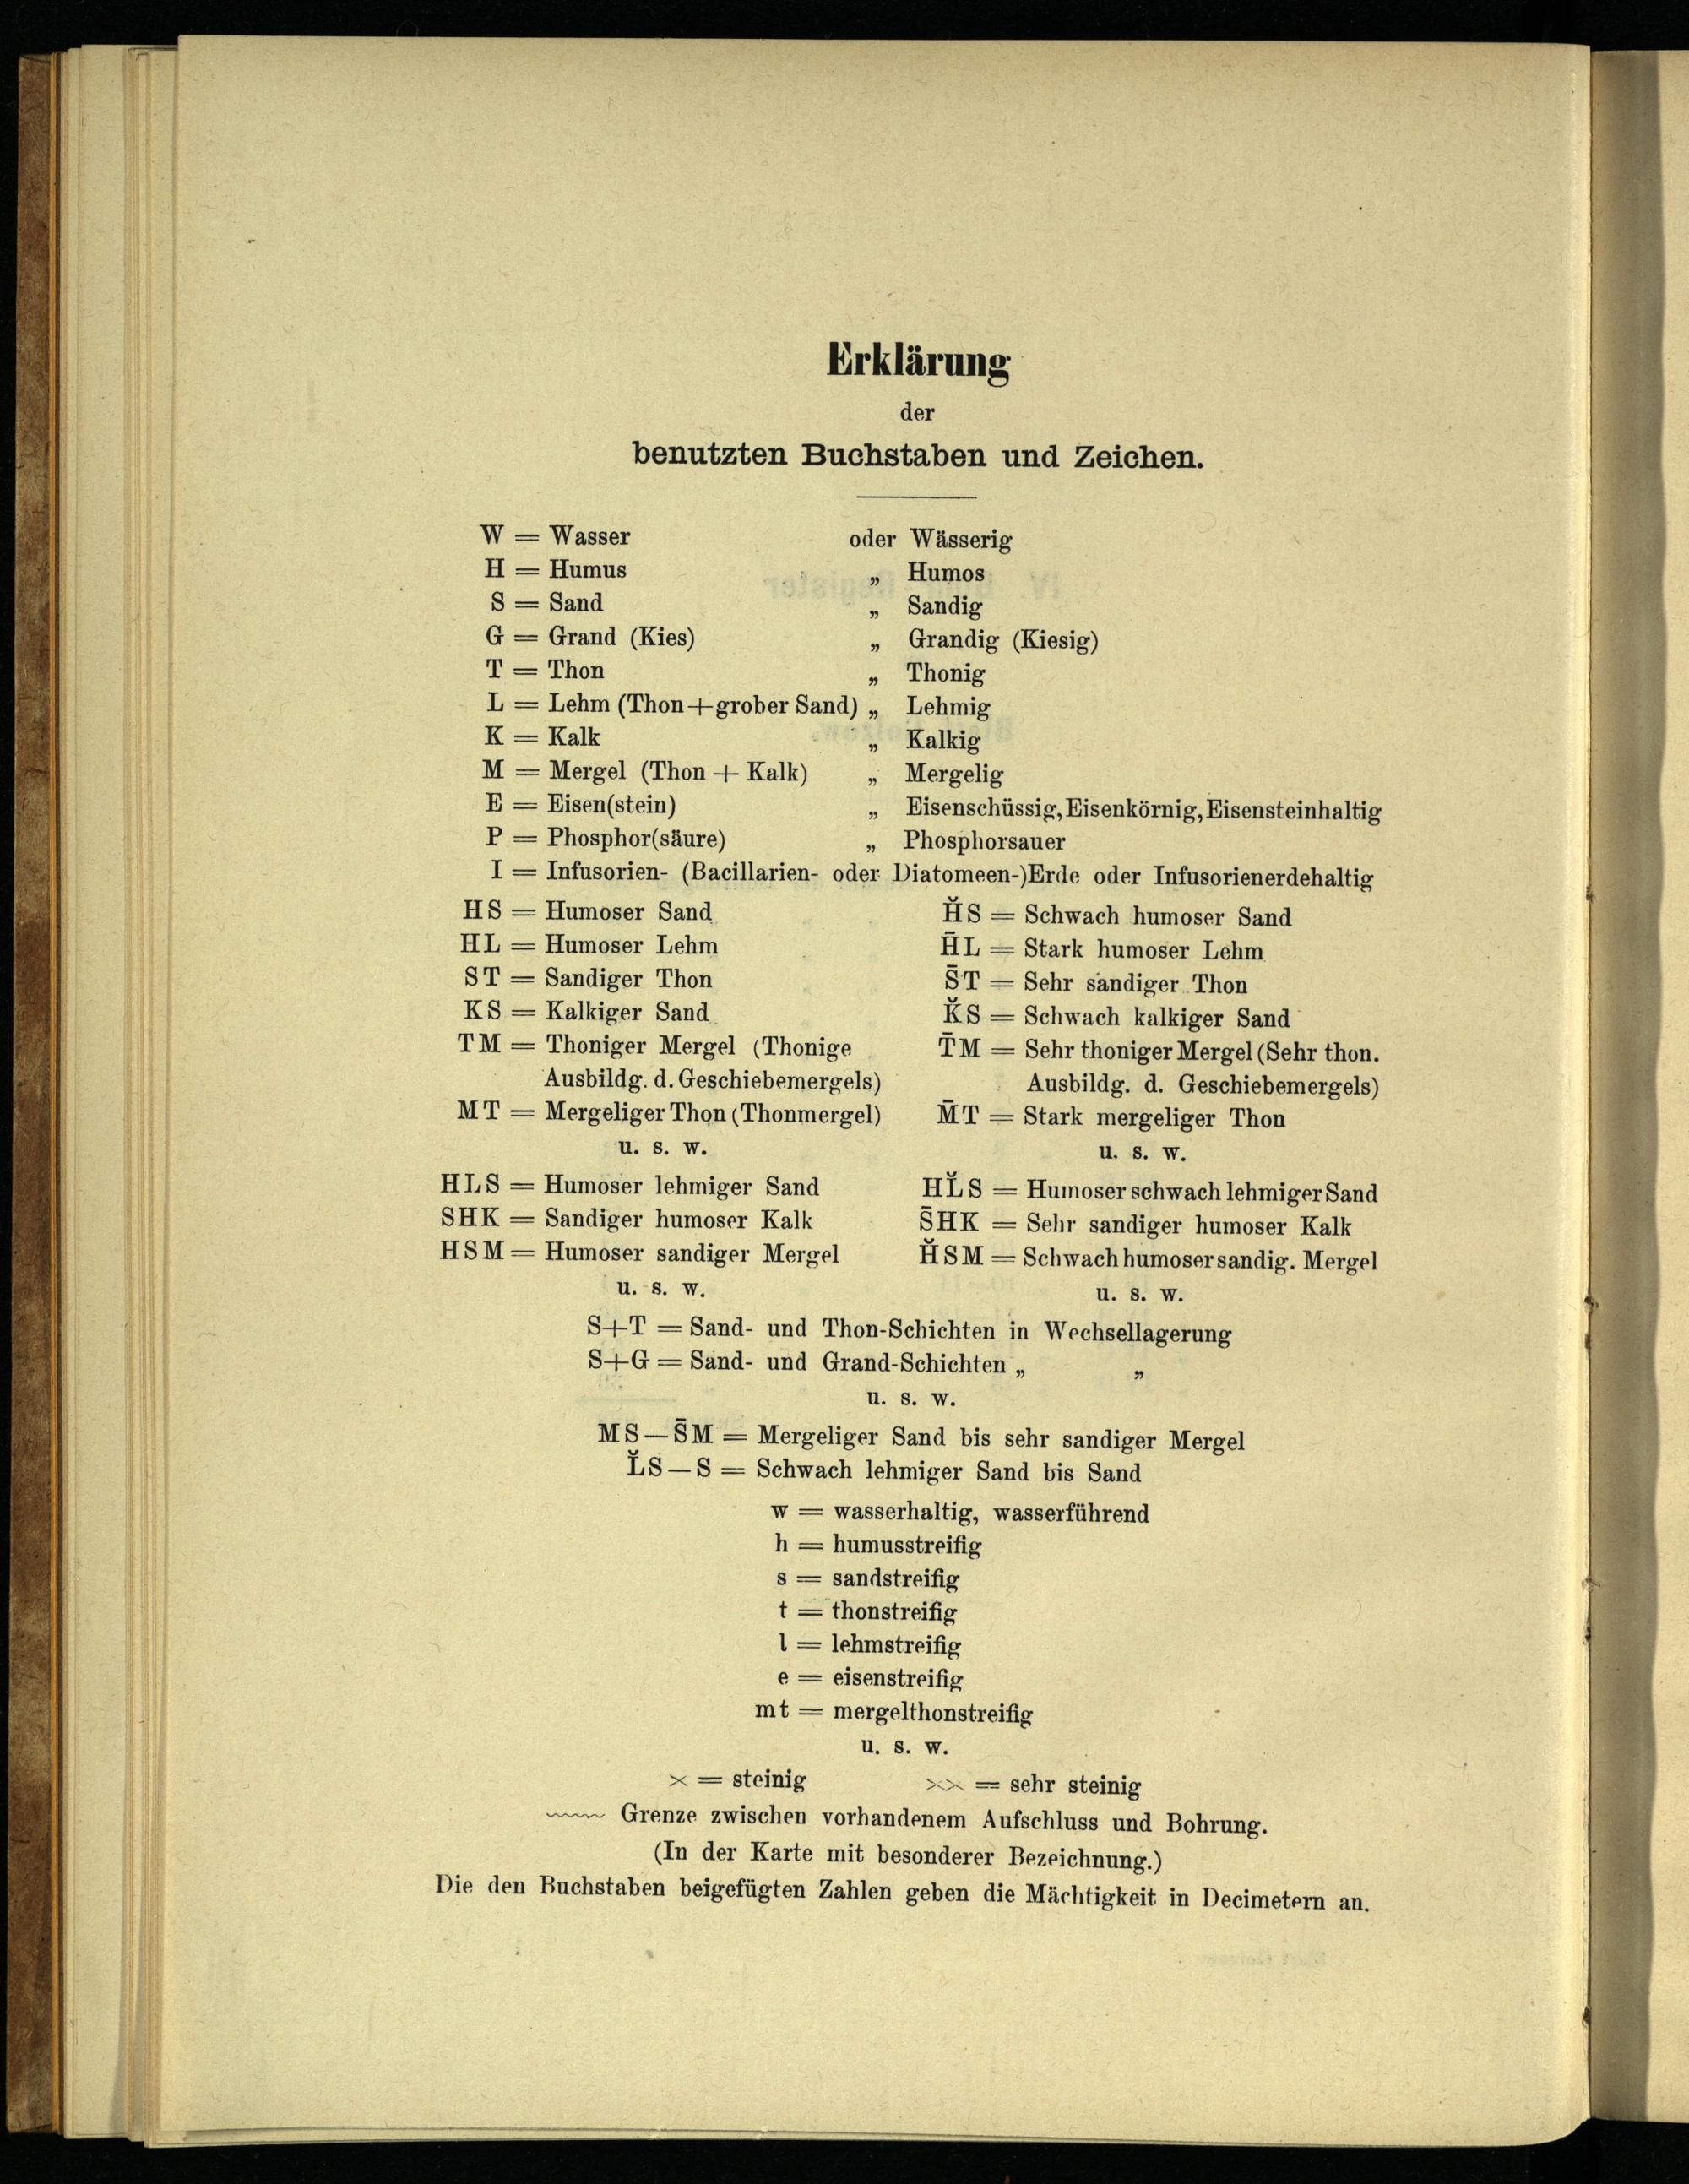 Erklärung
der
benutzten Buchstaben und Zeichen.
W = Wasser oder Wässerig
H = Humus „ Humos
S = Sand „ Sandig
G = Grand (Kies) „ Grandig (Kiesig)
T = Thon „ Thonig
L = Lehm (Thon + grober Sand) „ Lehmig
K = Kalk „ Kalkig
M = Mergel (Thon + Kalk) „ Mergelig
E = Eisen(stein) „ Eisenschüssig, Eisenkörnig, Eisensteinhaltig
P = Phosphor(säure) „ Phosphorsauer
I = Infusorien- (Bacillarien- oder Diatomeen-)Erde oder Infusorienerdehaltig
HS = Humoser Sand H̆S = Schwach humoser Sand
HL = Humoser Lehm H̄L = Stark humoser Lehm
ST = Sandiger Thon S̄T = Sehr sandiger Thon
KS = Kalkiger Sand K̆S = Schwach kalkiger Sand
TM = Thoniger Mergel (Thonige T̄M = Sehr thoniger Mergel (Sehr thon.
Ausbildg. d. Geschiebemergels) Ausbildg. d. Geschiebemergels)
MT = Mergeliger Thon (Thonmergel) M̄T = Stark mergeliger Thon
u. s. w. u. s. w.
HLS = Humoser lehmiger Sand HL̆S = Humoser schwach lehmiger Sand
SHK = Sandiger humoser Kalk S̄HK = Sehr sandiger humoser Kalk
HSM = Humoser sandiger Mergel H̆SM = Schwach humoser sandig. Mergel
u. s. w. u. s. w.
S+T = Sand- und Thon-Schichten in Wechsellagerung
S+G = Sand- und Grand-Schichten „ „
u. s. w.
MS — S̄M = Mergeliger Sand bis sehr sandiger Mergel
L̆S — S = Schwach lehmiger Sand bis Sand
w = wasserhaltig, wasserführend
h = humusstreifig
s = sandstreifig
t = thonstreifig
l = lehmstreifig
e = eisenstreifig
mt = mergelthonstreifig
u. s. w.
× = steinig ×× = sehr steinig
Grenze zwischen vorhandenem Aufschluss und Bohrung.
(In der Karte mit besonderer Bezeichnung.)
Die den Buchstaben beigefügten Zahlen geben die Mächtigkeit in Decimetern an.